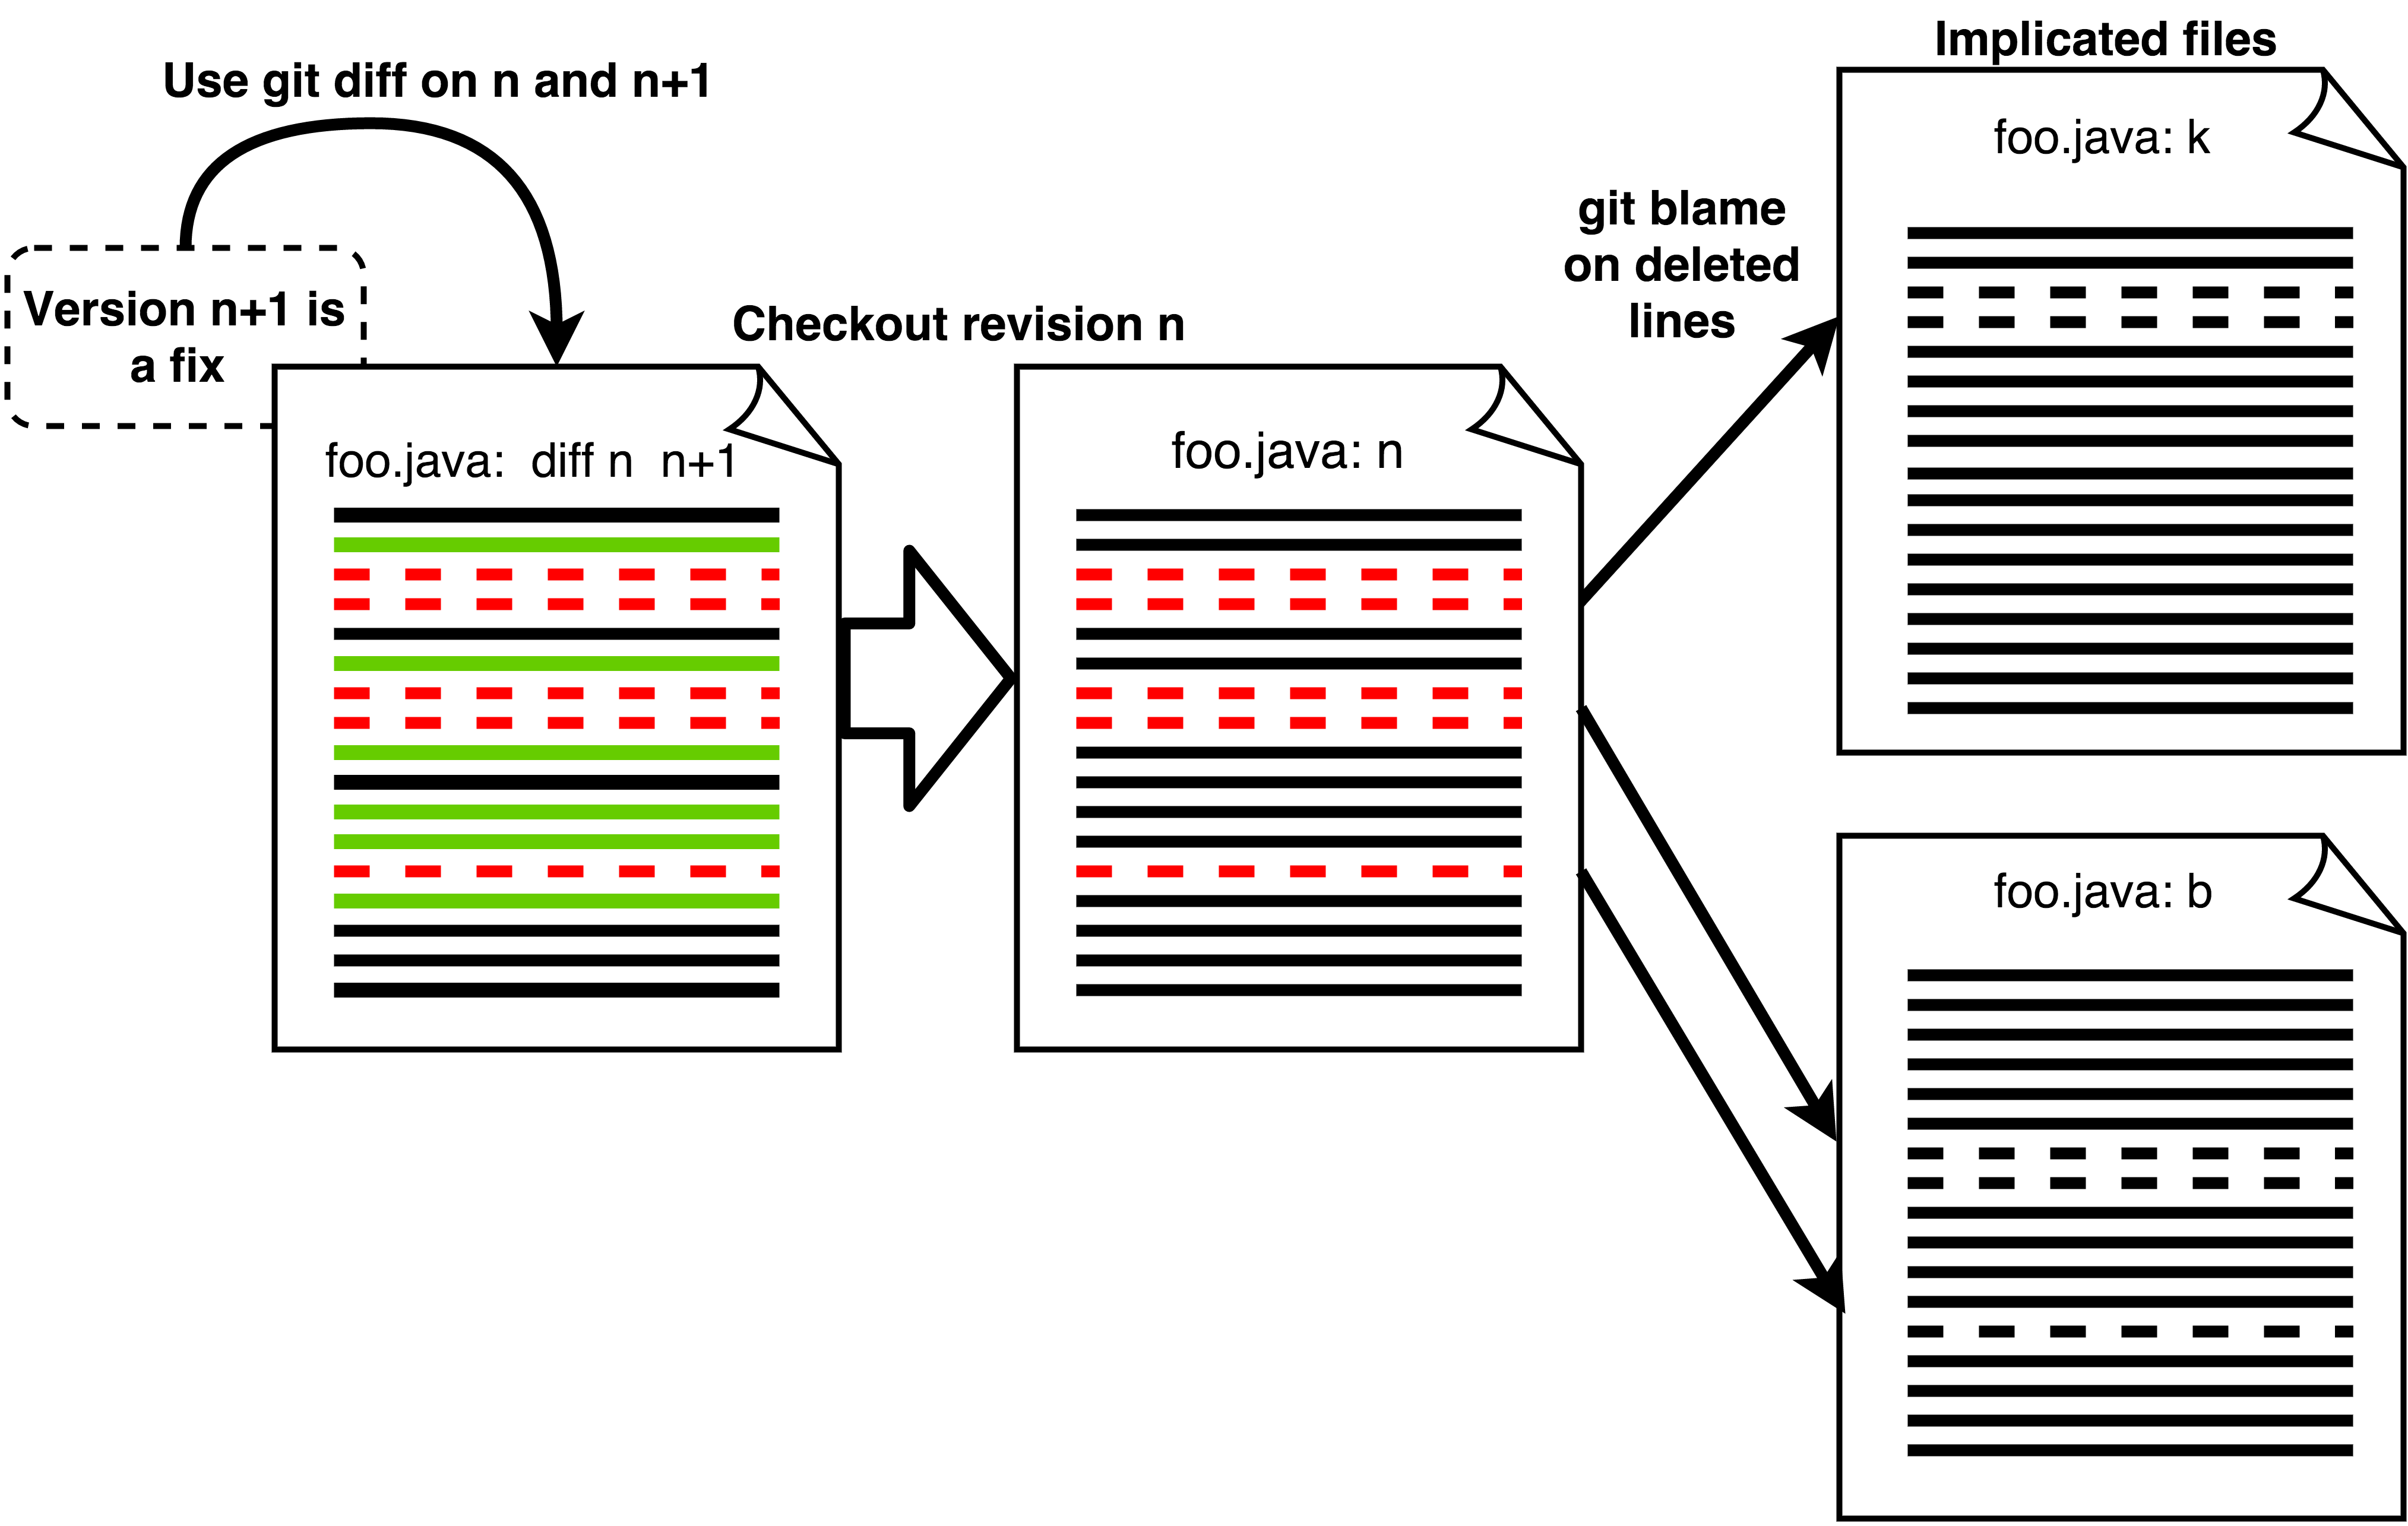 Use git diff on n and n+1
Version n+1 is
a fix
foo.java:  diff n  n+1
Checkout revision n
foo.java: n
git blame
on deleted
lines
Implicated files
foo.java: k
foo.java: b